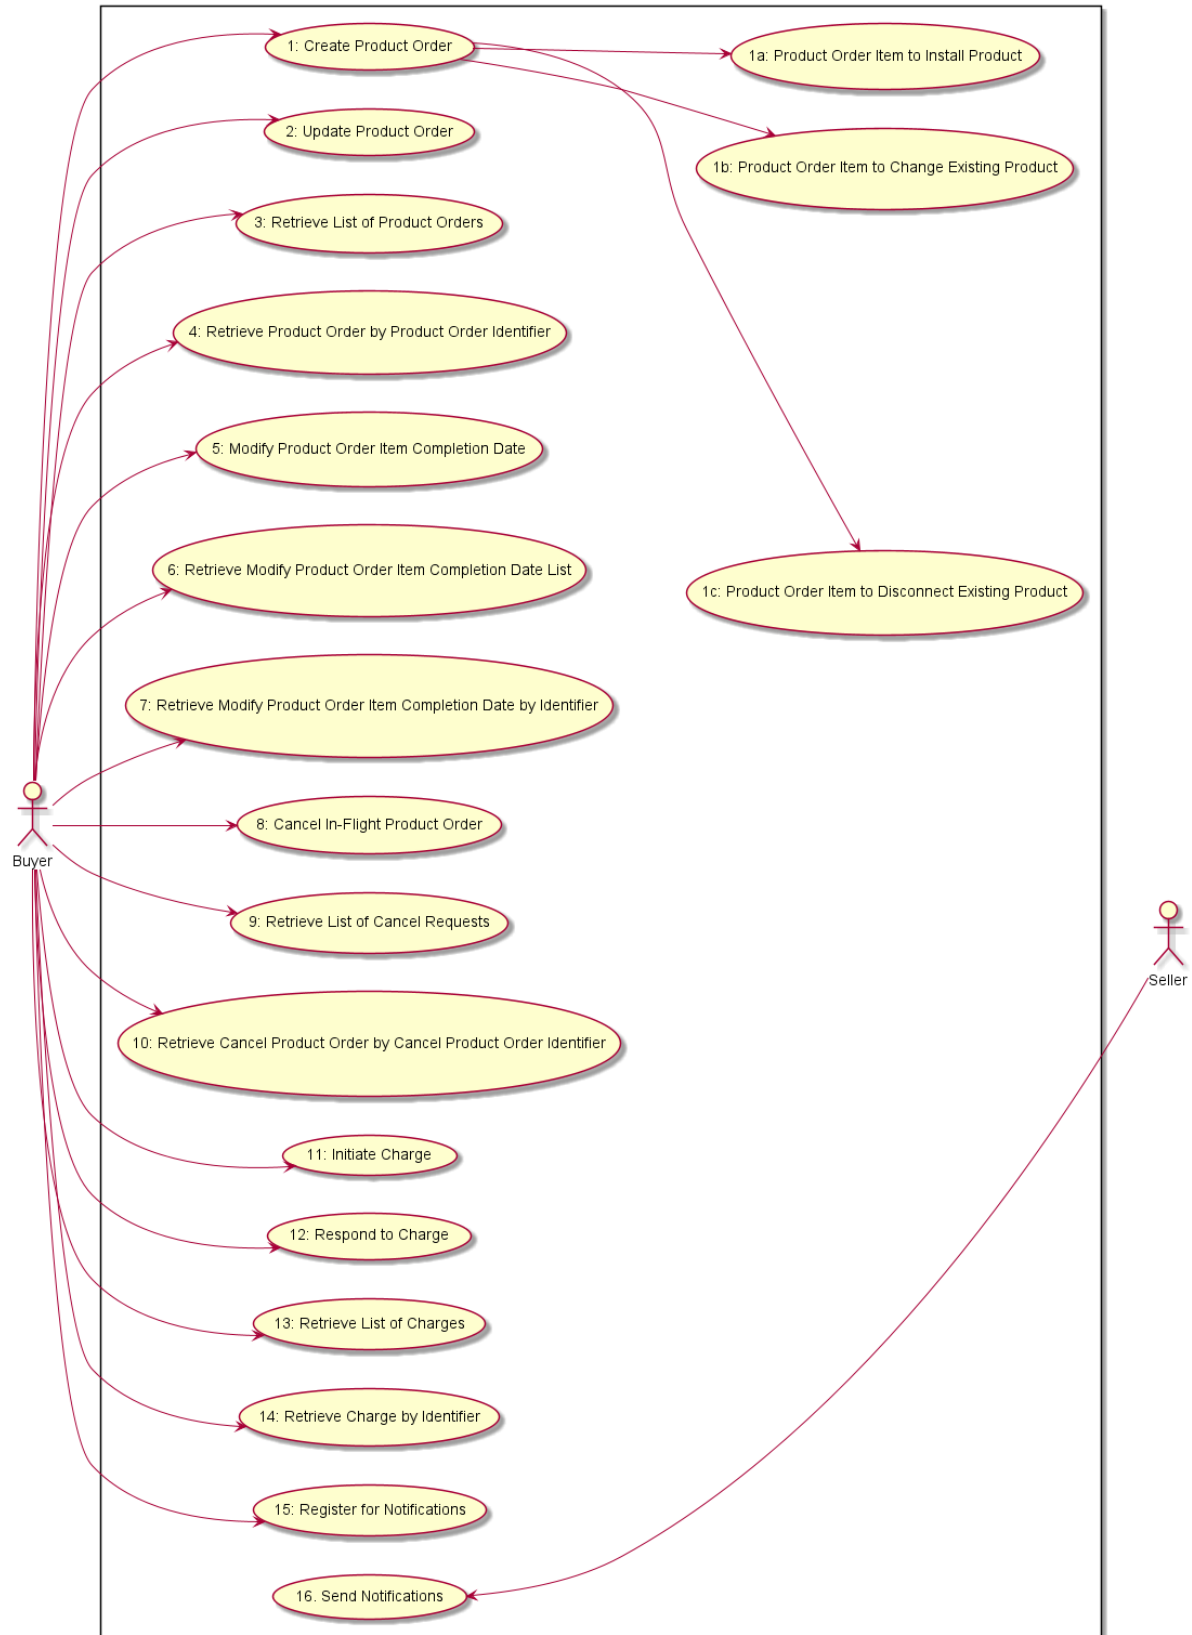 1: Create Product Order
1a: Product Order Item to Install Product
2: Update Product Order
1b: Product Order Item to Change Existing Product
3: Retrieve List of Product Orders
4: Retrieve Product Order by Product Order Identifier
5: Modify Product Order Item Completion Date
6: Retrieve Modify Product Order Item Completion Date List
1c: Product Order Item to Disconnect Existing Product
7: Retrieve Modify Product Order Item Completion Date by Identifier
8: Cancel In-Flight Product Order
Buyer
9: Retrieve List of Cancel Requests
Seller
10: Retrieve Cancel Product Order by Cancel Product Order Identifier
11: Initiate Charge
12: Respond to Charge
13: Retrieve List of Charges
14: Retrieve Charge by Identifier
15: Register for Notifications
16. Send Notifications